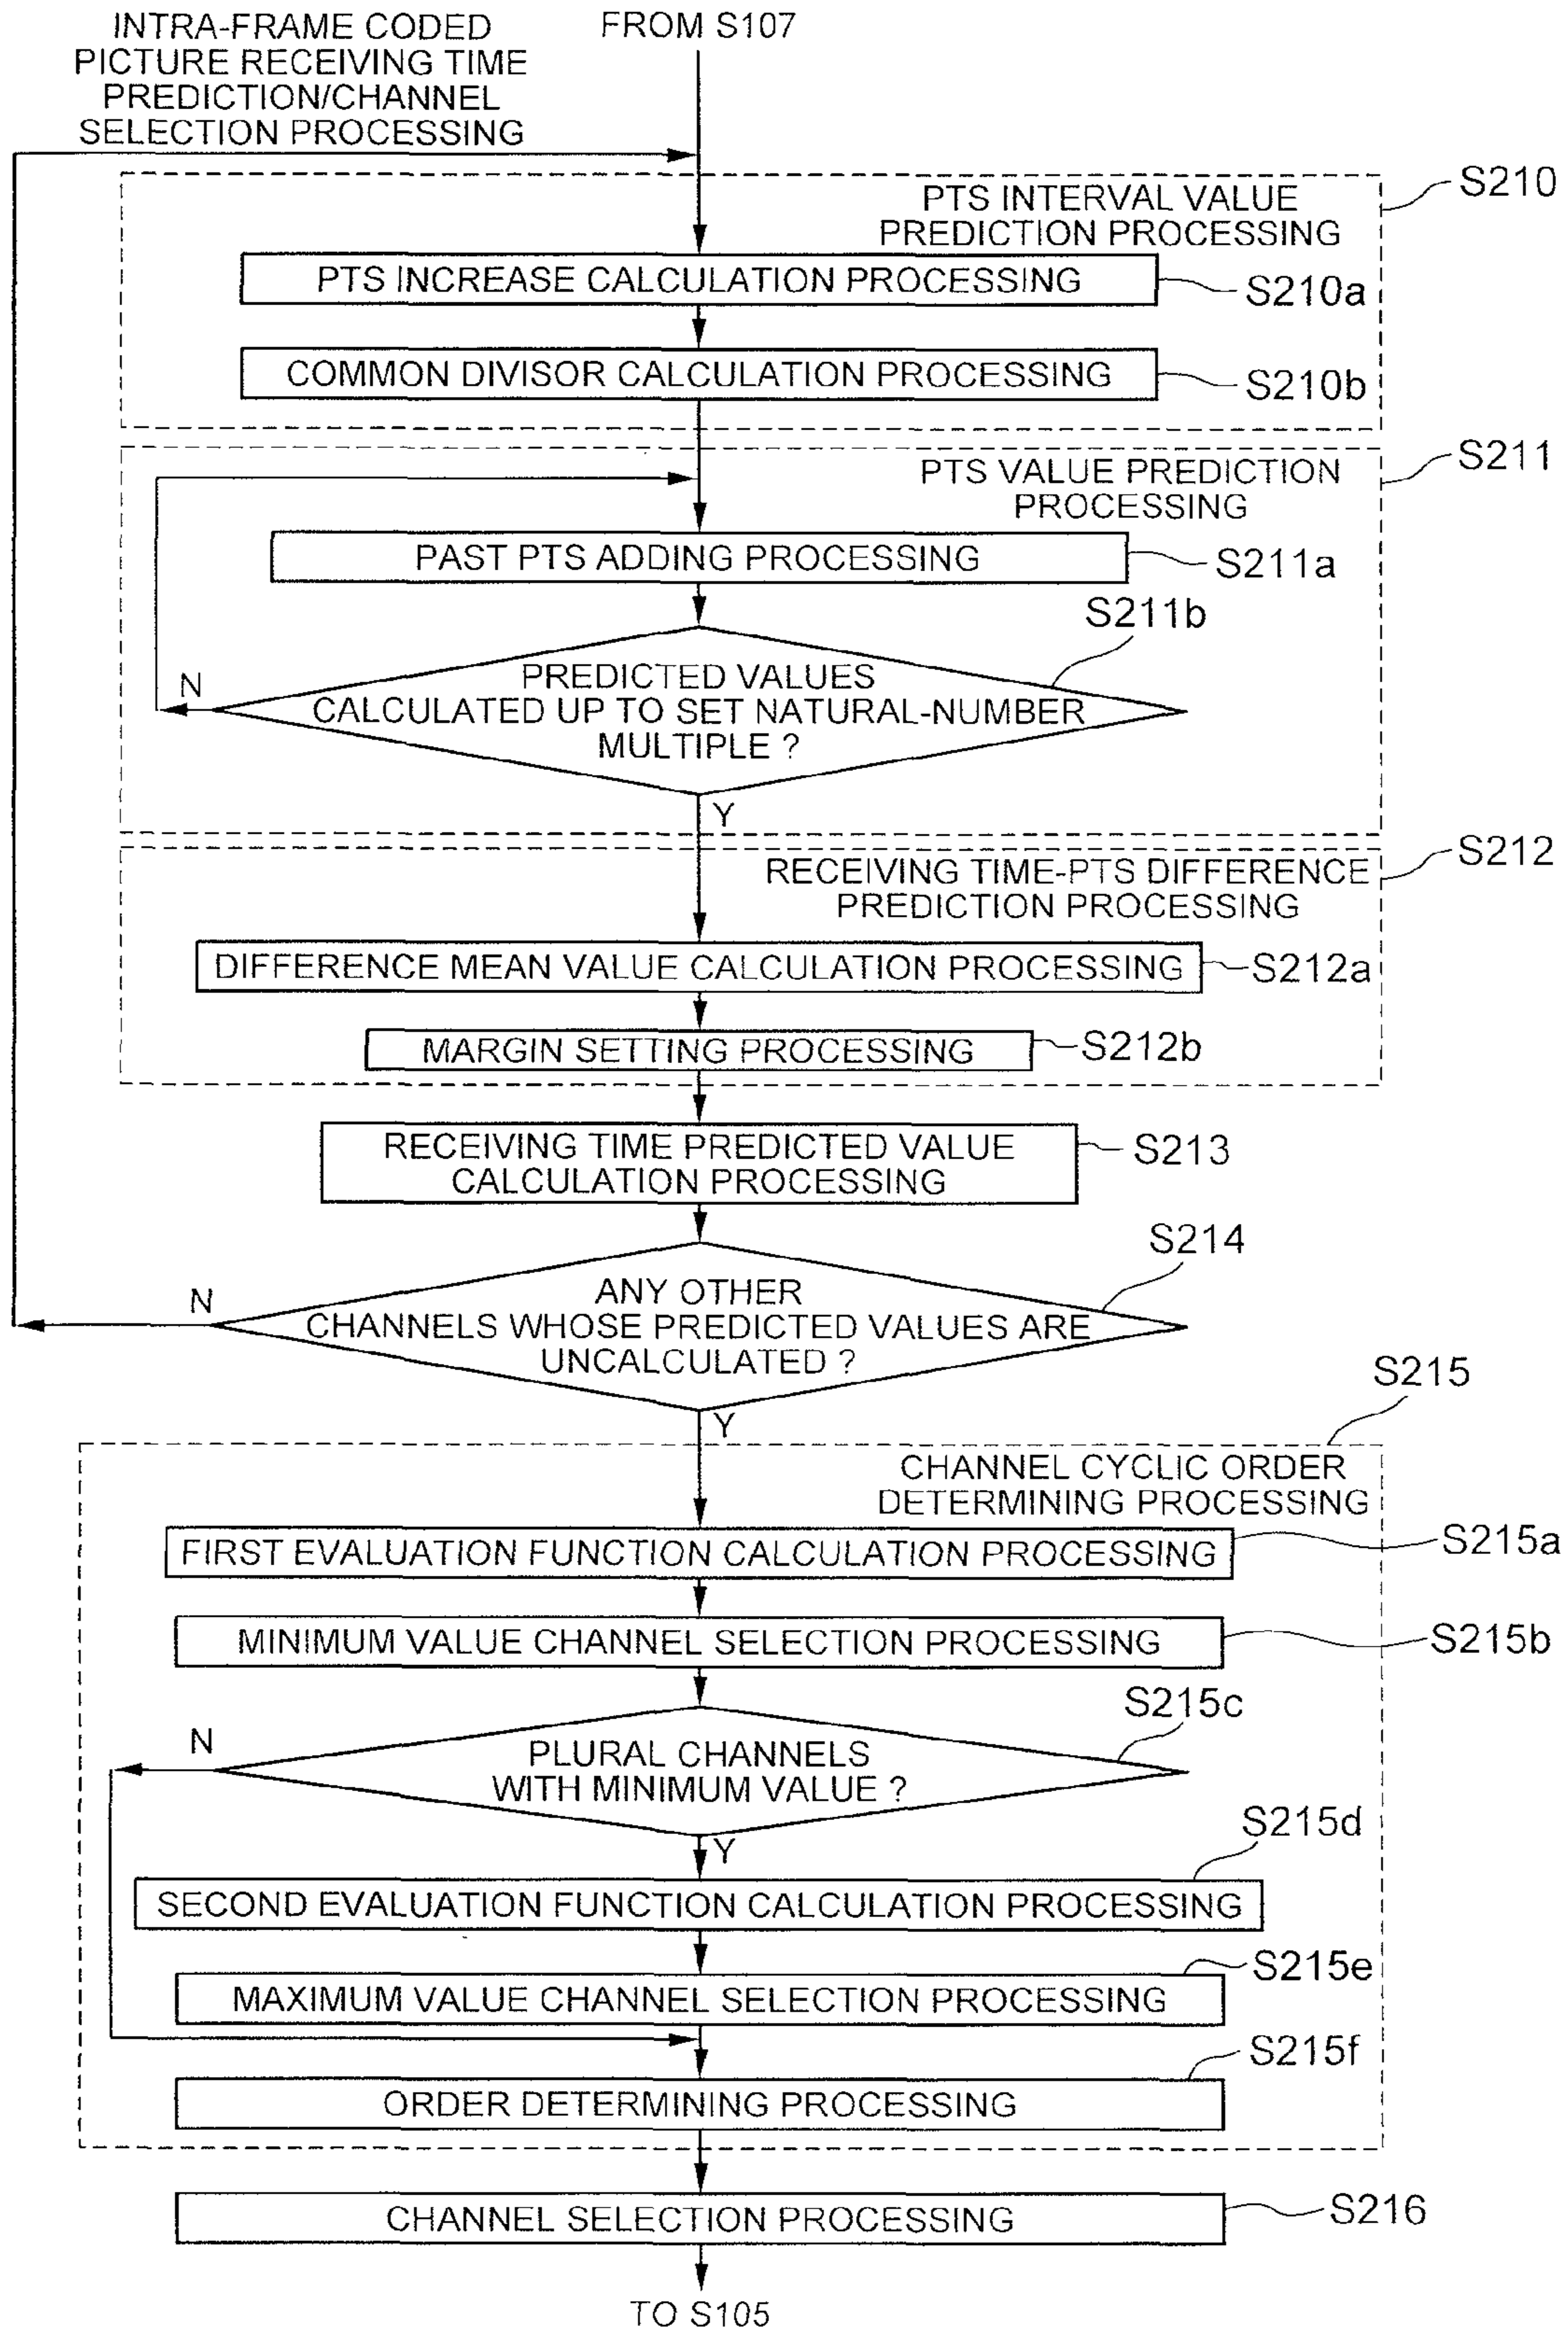 INTRA-FRAME CODED
PICTURE RECEIVING TIME
PREDICTION/CHANNEL
SELECTION PROCESSING
FROM S107
S210
PTS INTERVAL VALUE
PREDICTION PROCESSING
PTS INCREASE CALCULATION PROCESSING
S210a
COMMON DIVISOR CALCULATION PROCESSING
S210b
S211
PTS VALUE PREDICTION
PROCESSING
PAST PTS ADDING PROCESSING
S211a
S211b
PREDICTED VALUES
CALCULATED UP TO SET NATURAL-NUMBER
MULTIPLE ?
N
Y
S212
RECEIVING TIME-PTS DIFFERENCE
PREDICTION PROCESSING
DIFFERENCE MEAN VALUE CALCULATION PROCESSING
S212a
MARGIN SETTING PROCESSING
S212b
RECEIVING TIME PREDICTED VALUE
CALCULATION PROCESSING
S213
S214
ANY OTHER
CHANNELS WHOSE PREDICTED VALUES ARE
UNCALCULATED ?
N
Y
S215
CHANNEL CYCLIC ORDER
DETERMINING PROCESSING
FIRST EVALUATION FUNCTION CALCULATION PROCESSING
S215a
MINIMUM VALUE CHANNEL SELECTION PROCESSING
S215b
S215c
PLURAL CHANNELS
WITH MINIMUM VALUE ?
N
Y
S215d
SECOND EVALUATION FUNCTION CALCULATION PROCESSING
S215e
MAXIMUM VALUE CHANNEL SELECTION PROCESSING
S215f
ORDER DETERMINING PROCESSING
CHANNEL SELECTION PROCESSING
S216
TO S105